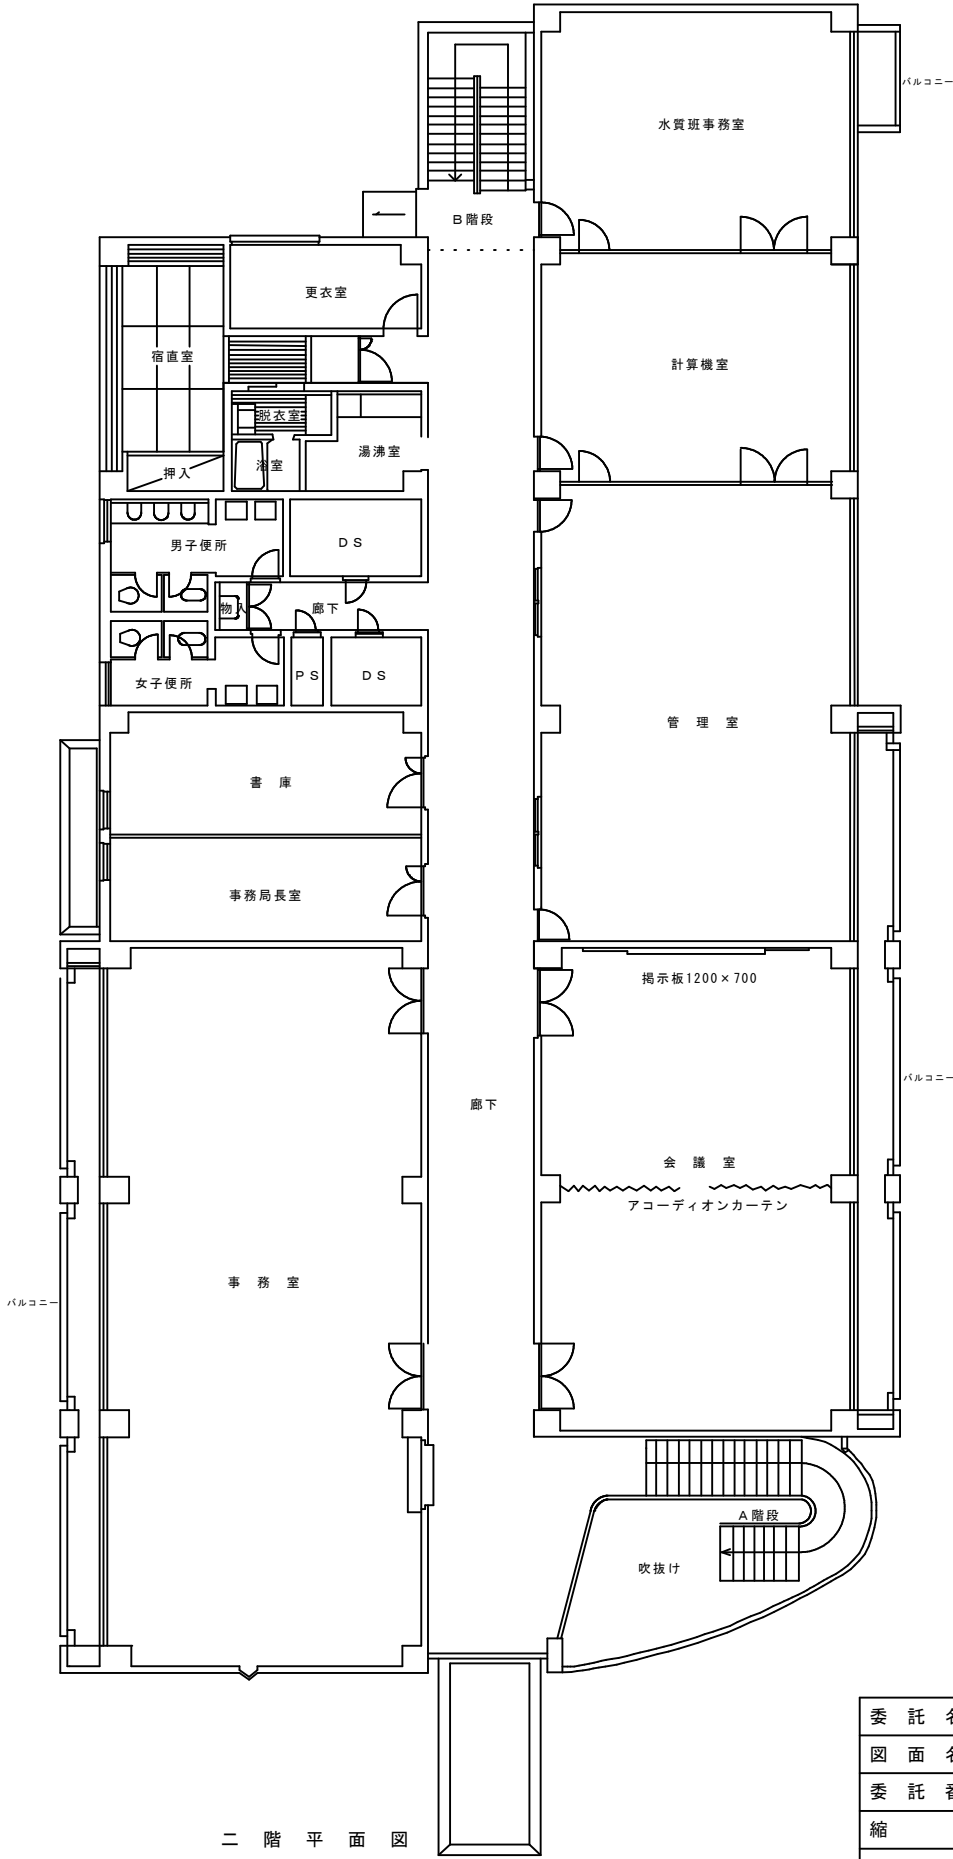 バルコニー
水質班事務室
B階段
更衣室
宿直室
計算機室
脱衣室
湯沸室
浴室
押入
男子便所
DS
物入
廊下
PS
DS
女子便所
管理室
書庫
事務局長室
掲示板1200×700
バルコニー
廊下
会議室
アコーディオンカーテン
事務室
バルコニー
A階段
吹抜け
委託名
図面名
委託番
縮
二階平面図